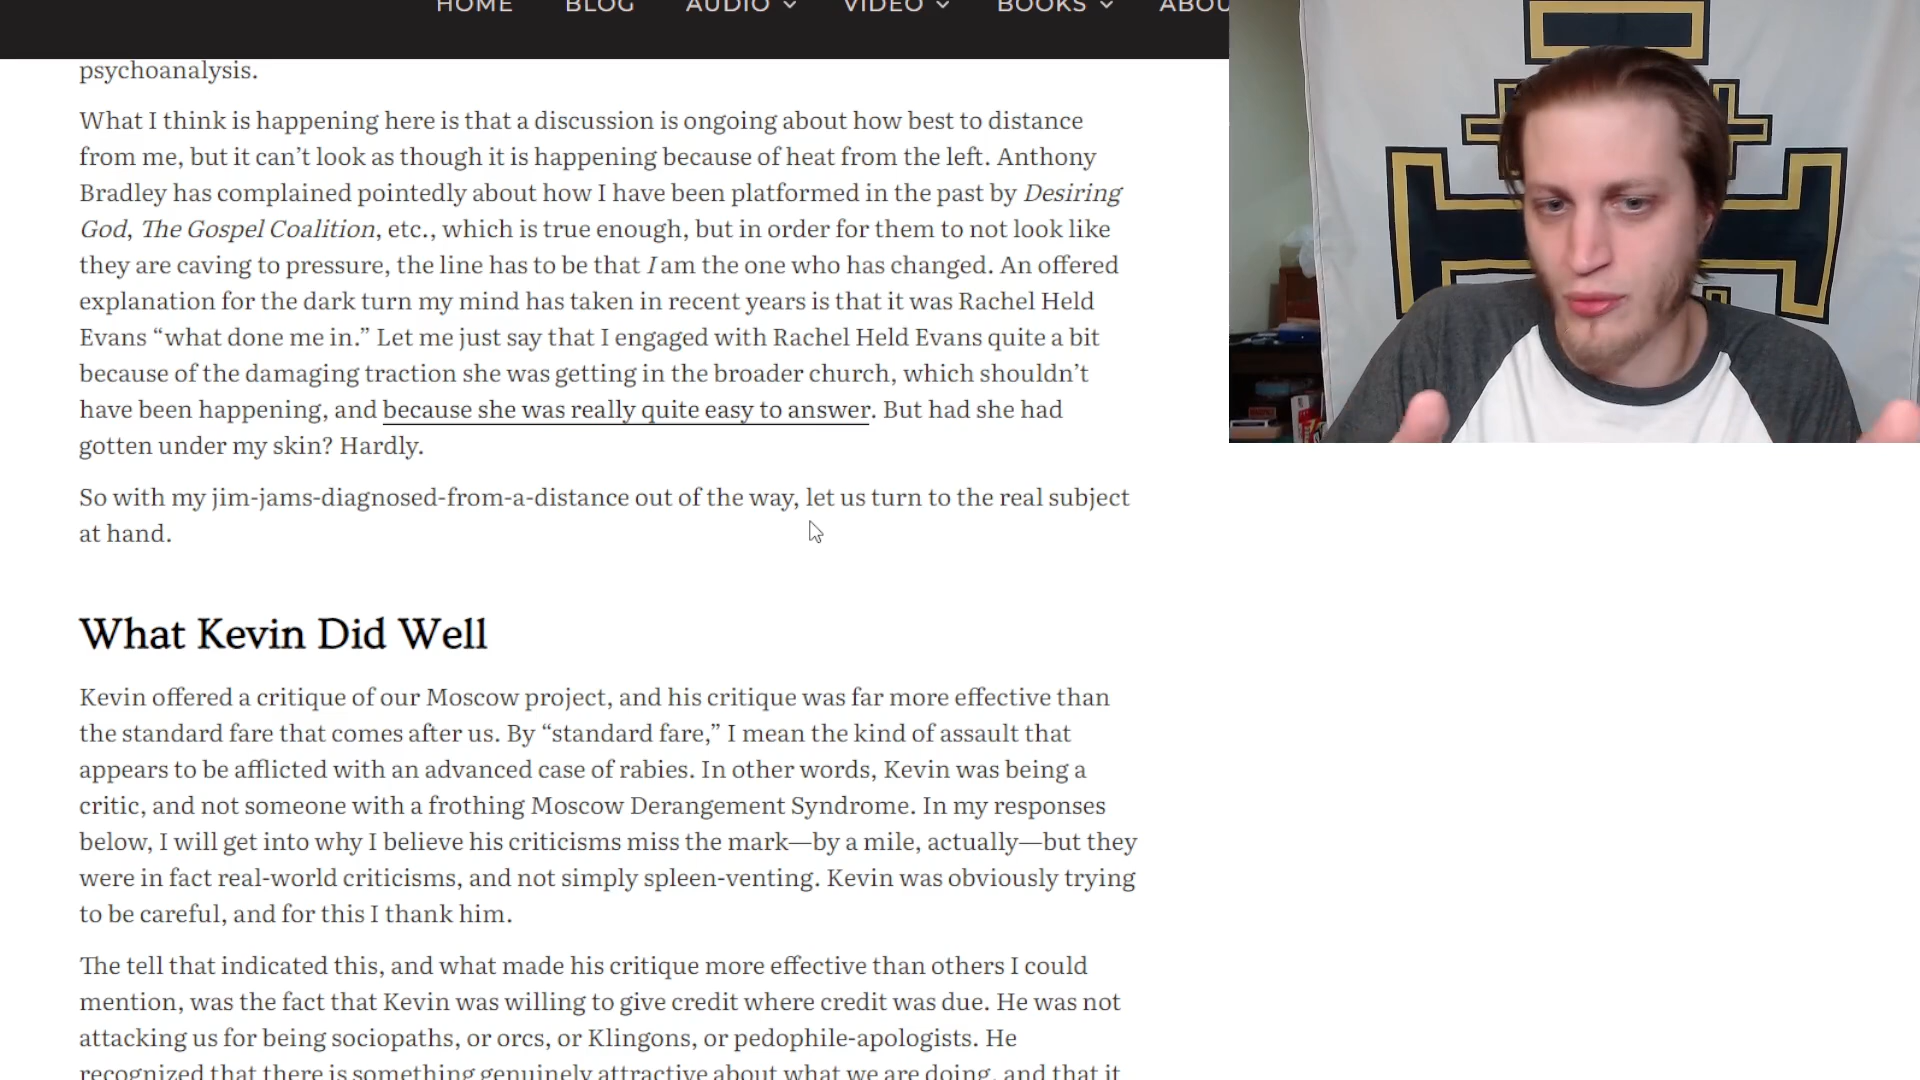 HOME BLOG AUDIO VIDEO BOOKS ABOU
psychoanalysis.
What I think is happening here is that a discussion is ongoing about how best to distance
from me, but it can’t look as though it is happening because of heat from the left. Anthony
Bradley has complained pointedly about how I have been platformed in the past by Desiring
God, The Gospel Coalition, etc., which is true enough, but in order for them to not look like
they are caving to pressure, the line has to be that I am the one who has changed. An offered
explanation for the dark turn my mind has taken in recent years is that it was Rachel Held
Evans “what done me in.” Let me just say that I engaged with Rachel Held Evans quite a bit
because of the damaging traction she was getting in the broader church, which shouldn’t
have been happening, and because she was really quite easy to answer. But had she had
gotten under my skin? Hardly.
So with my jim-jams-diagnosed-from-a-distance out of the way, let us turn to the real subject
at hand.
What Kevin Did Well
Kevin offered a critique of our Moscow project, and his critique was far more effective than
the standard fare that comes after us. By “standard fare,” I mean the kind of assault that
appears to be afflicted with an advanced case of rabies. In other words, Kevin was being a
critic, and not someone with a frothing Moscow Derangement Syndrome. In my responses
below, I will get into why I believe his criticisms miss the mark—by a mile, actually—but they
were in fact real-world criticisms, and not simply spleen-venting. Kevin was obviously trying
to be careful, and for this I thank him.
The tell that indicated this, and what made his critique more effective than others I could
mention, was the fact that Kevin was willing to give credit where credit was due. He was not
attacking us for being sociopaths, or orcs, or Klingons, or pedophile-apologists. He
recognized that there is something genuinely attractive about what we are doing, and that it